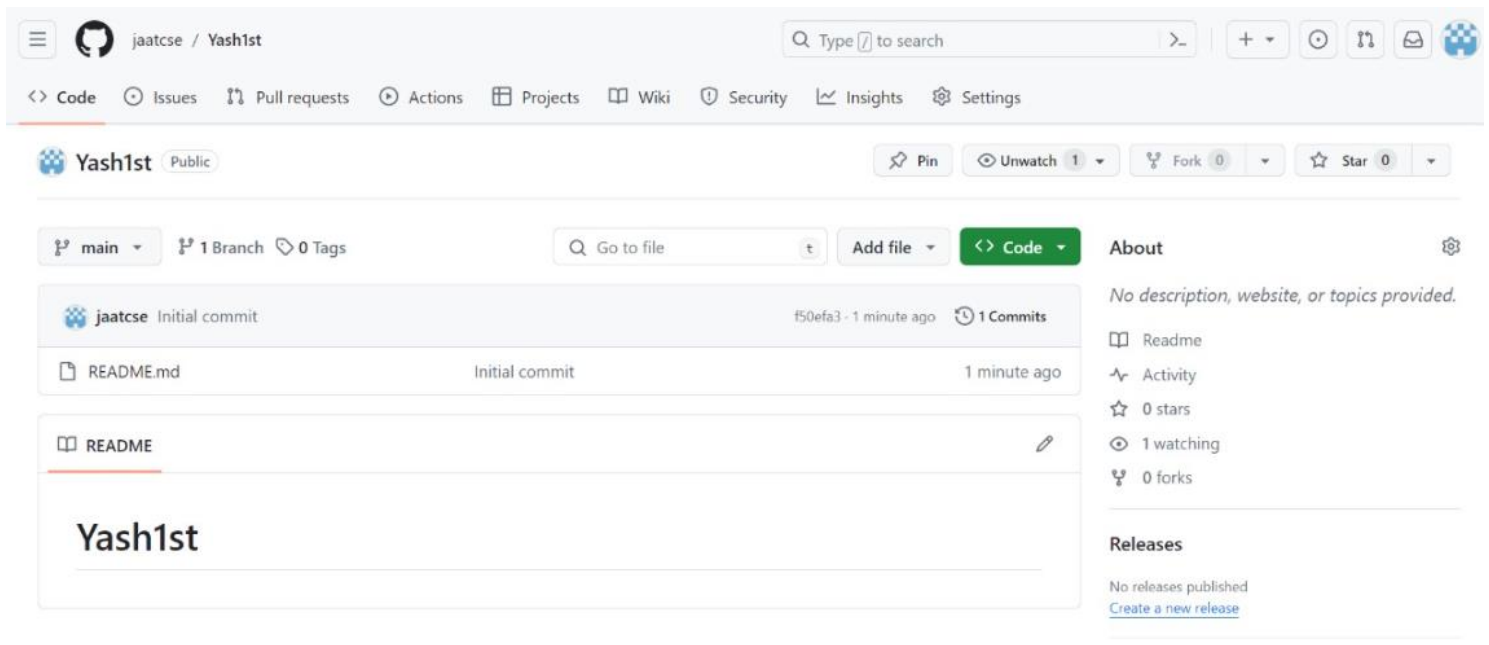 jaatcse / Yash1st
Type / to search
Code Issues Pull requests Actions Projects Wiki Security Insights Settings
Yash1st Public
Pin Unwatch 1 Fork 0 Star 0
main 1 Branch 0 Tags Go to file t Add file Code
jaatcse Initial commit f50efa3 · 1 minute ago 1 Commits
README.md Initial commit 1 minute ago
README
Yash1st
About
No description, website, or topics provided.
Readme
Activity
0 stars
1 watching
0 forks
Releases
No releases published
Create a new release